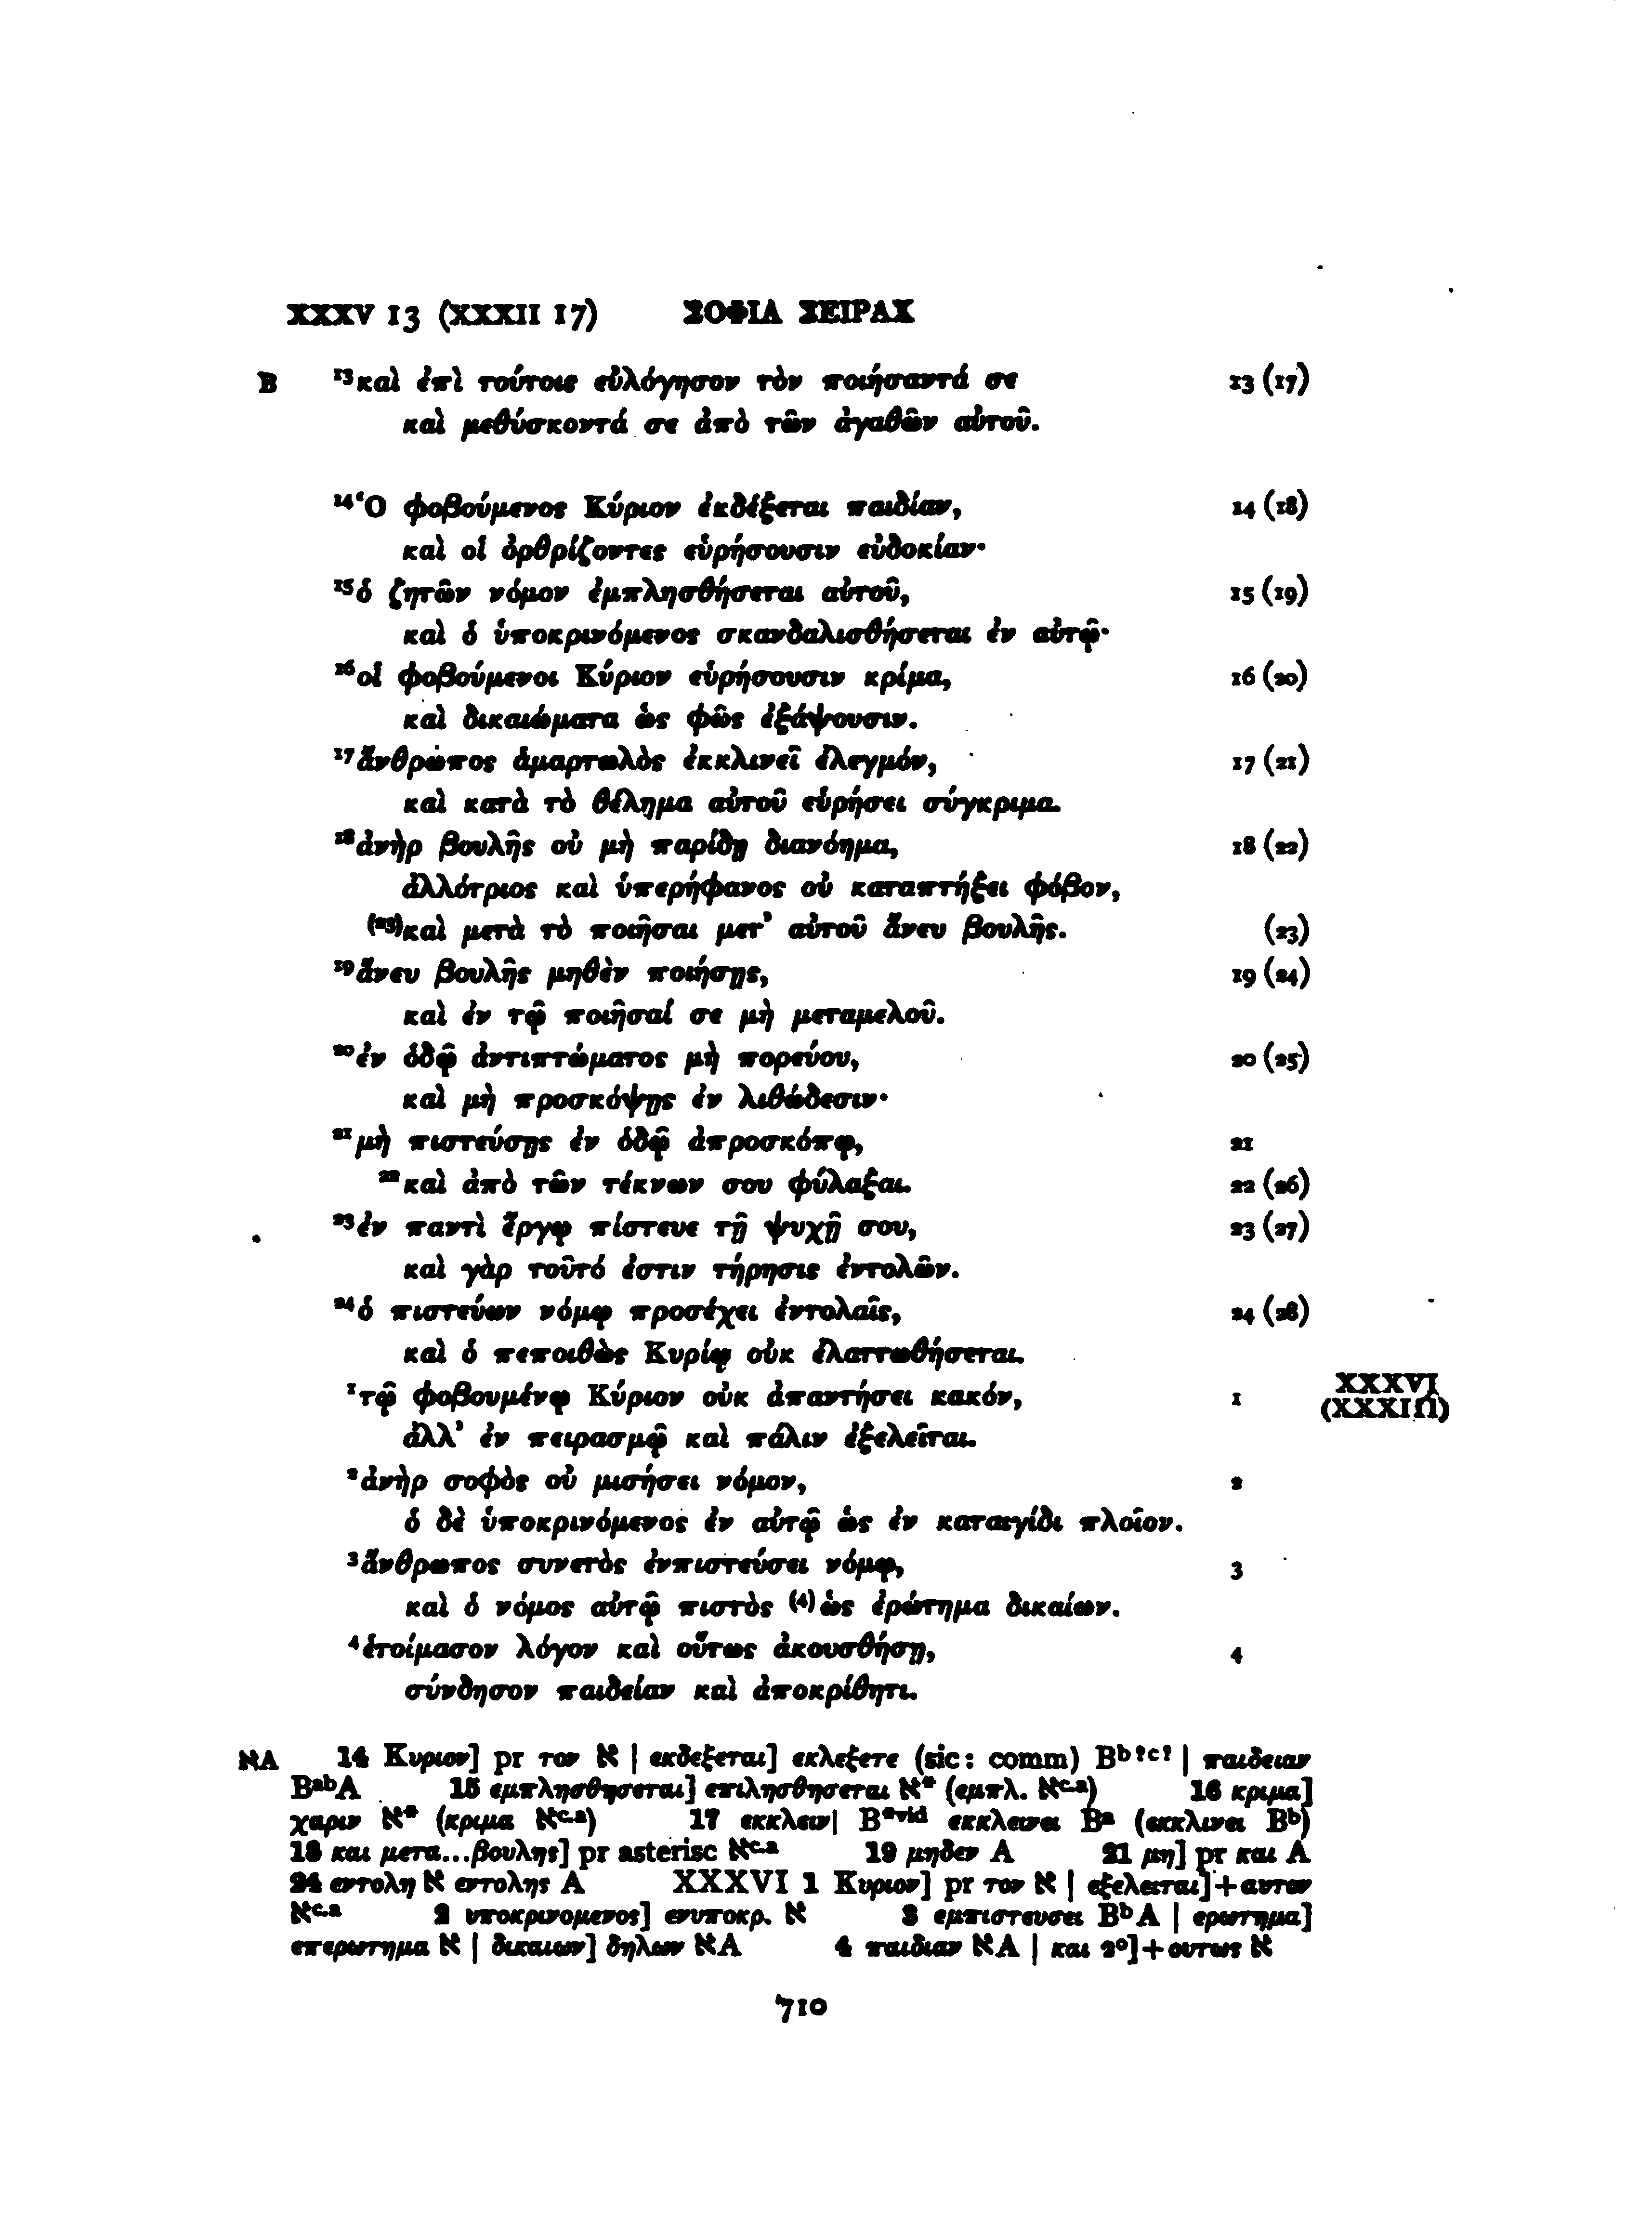 XXXV 13 (XXXII 17) ΣΟΦΙΑ ΣΕΙΡΑΧ
B ¹³καὶ ἐπὶ τούτοις εὐλόγησον τὸν ποιήσαντά σε 13 (17)
καὶ μεθύσκοντά σε ἀπὸ τῶν ἀγαθῶν αὐτοῦ.
¹⁴Ὁ φοβούμενος Κύριον ἐκδέξεται παιδίαν, 14 (18)
καὶ οἱ ὀρθρίζοντες εὑρήσουσιν εὐδοκίαν·
¹⁵ὁ ζητῶν νόμον ἐμπλησθήσεται αὐτοῦ, 15 (19)
καὶ ὁ ὑποκρινόμενος σκανδαλισθήσεται ἐν αὐτῷ·
¹⁶οἱ φοβούμενοι Κύριον εὑρήσουσιν κρίμα, 16 (20)
καὶ δικαιώματα ὡς φῶς ἐξάψουσιν.
¹⁷ἄνθρωπος ἁμαρτωλὸς ἐκκλινεῖ ἐλεγμόν, 17 (21)
καὶ κατὰ τὸ θέλημα αὐτοῦ εὑρήσει σύγκριμα.
¹⁸ἀνὴρ βουλῆς οὐ μὴ παρίδῃ διανόημα, 18 (22)
ἀλλότριος καὶ ὑπερήφανος οὐ καταπτήξει φόβον,
⁽²³⁾καὶ μετὰ τὸ ποιῆσαι μετ’ αὐτοῦ ἄνευ βουλῆς. (23)
¹⁹ἄνευ βουλῆς μηθὲν ποιήσῃς, 19 (24)
καὶ ἐν τῷ ποιῆσαί σε μὴ μεταμελοῦ.
²⁰ἐν ὁδῷ ἀντιπτώματος μὴ πορεύου, 20 (25)
καὶ μὴ προσκόψῃς ἐν λιθώδεσιν·
²¹μὴ πιστεύσῃς ἐν ὁδῷ ἀπροσκόπῳ, 21
²²καὶ ἀπὸ τῶν τέκνων σου φύλαξαι. 22 (26)
²³ἐν παντὶ ἔργῳ πίστευε τῇ ψυχῇ σου, 23 (27)
καὶ γὰρ τοῦτό ἐστιν τήρησις ἐντολῶν.
²⁴ὁ πιστεύων νόμῳ προσέχει ἐντολαῖς, 24 (28)
καὶ ὁ πεποιθὼς Κυρίῳ οὐκ ἐλαττωθήσεται.
¹τῷ φοβουμένῳ Κύριον οὐκ ἀπαντήσει κακόν, 1 XXXVI (XXXIII)
ἀλλ’ ἐν πειρασμῷ καὶ πάλιν ἐξελεῖται.
²ἀνὴρ σοφὸς οὐ μισήσει νόμον, 2
ὁ δὲ ὑποκρινόμενος ἐν αὐτῷ ὡς ἐν καταιγίδι πλοῖον.
³ἄνθρωπος συνετὸς ἐνπιστεύσει νόμῳ, 3
καὶ ὁ νόμος αὐτῷ πιστὸς ⁽⁴⁾ὡς ἐρώτημα δικαίων.
⁴ἑτοίμασον λόγον καὶ οὕτως ἀκουσθήσῃ, 4
σύνδησον παιδείαν καὶ ἀποκρίθητι.
אA 14 Κυριον] pr τον א | εκδεξεται] εκλεξετε (sic: comm) Bᵇ?ᶜ? | παιδειαν
BᵃᵇA 15 εμπλησθησεται] επιλησθησεται א* (εμπλ. אᶜ·ᵃ) 16 κριμα]
χαριν א* (κριμα אᶜ·ᵃ) 17 εκκλειν| B*ᵛⁱᵈ εκκλεινει Bᵃ (εκκλινει Bᵇ)
18 και μετα...βουλης] pr asterisc אᶜ·ᵃ 19 μηδεν A 21 μη] pr και A
24 εντολη א εντολης A XXXVI 1 Κυριον] pr τον א | εξελειται]+αυτον
אᶜ·ᵃ 2 υποκρινομενος] ενυποκρ. א 3 εμπιστευσει BᵇA | ερωτημα]
επερωτημα א | δικαιων] δηλων אA 4 παιδιαν אA | και 2°]+ουτως א
710